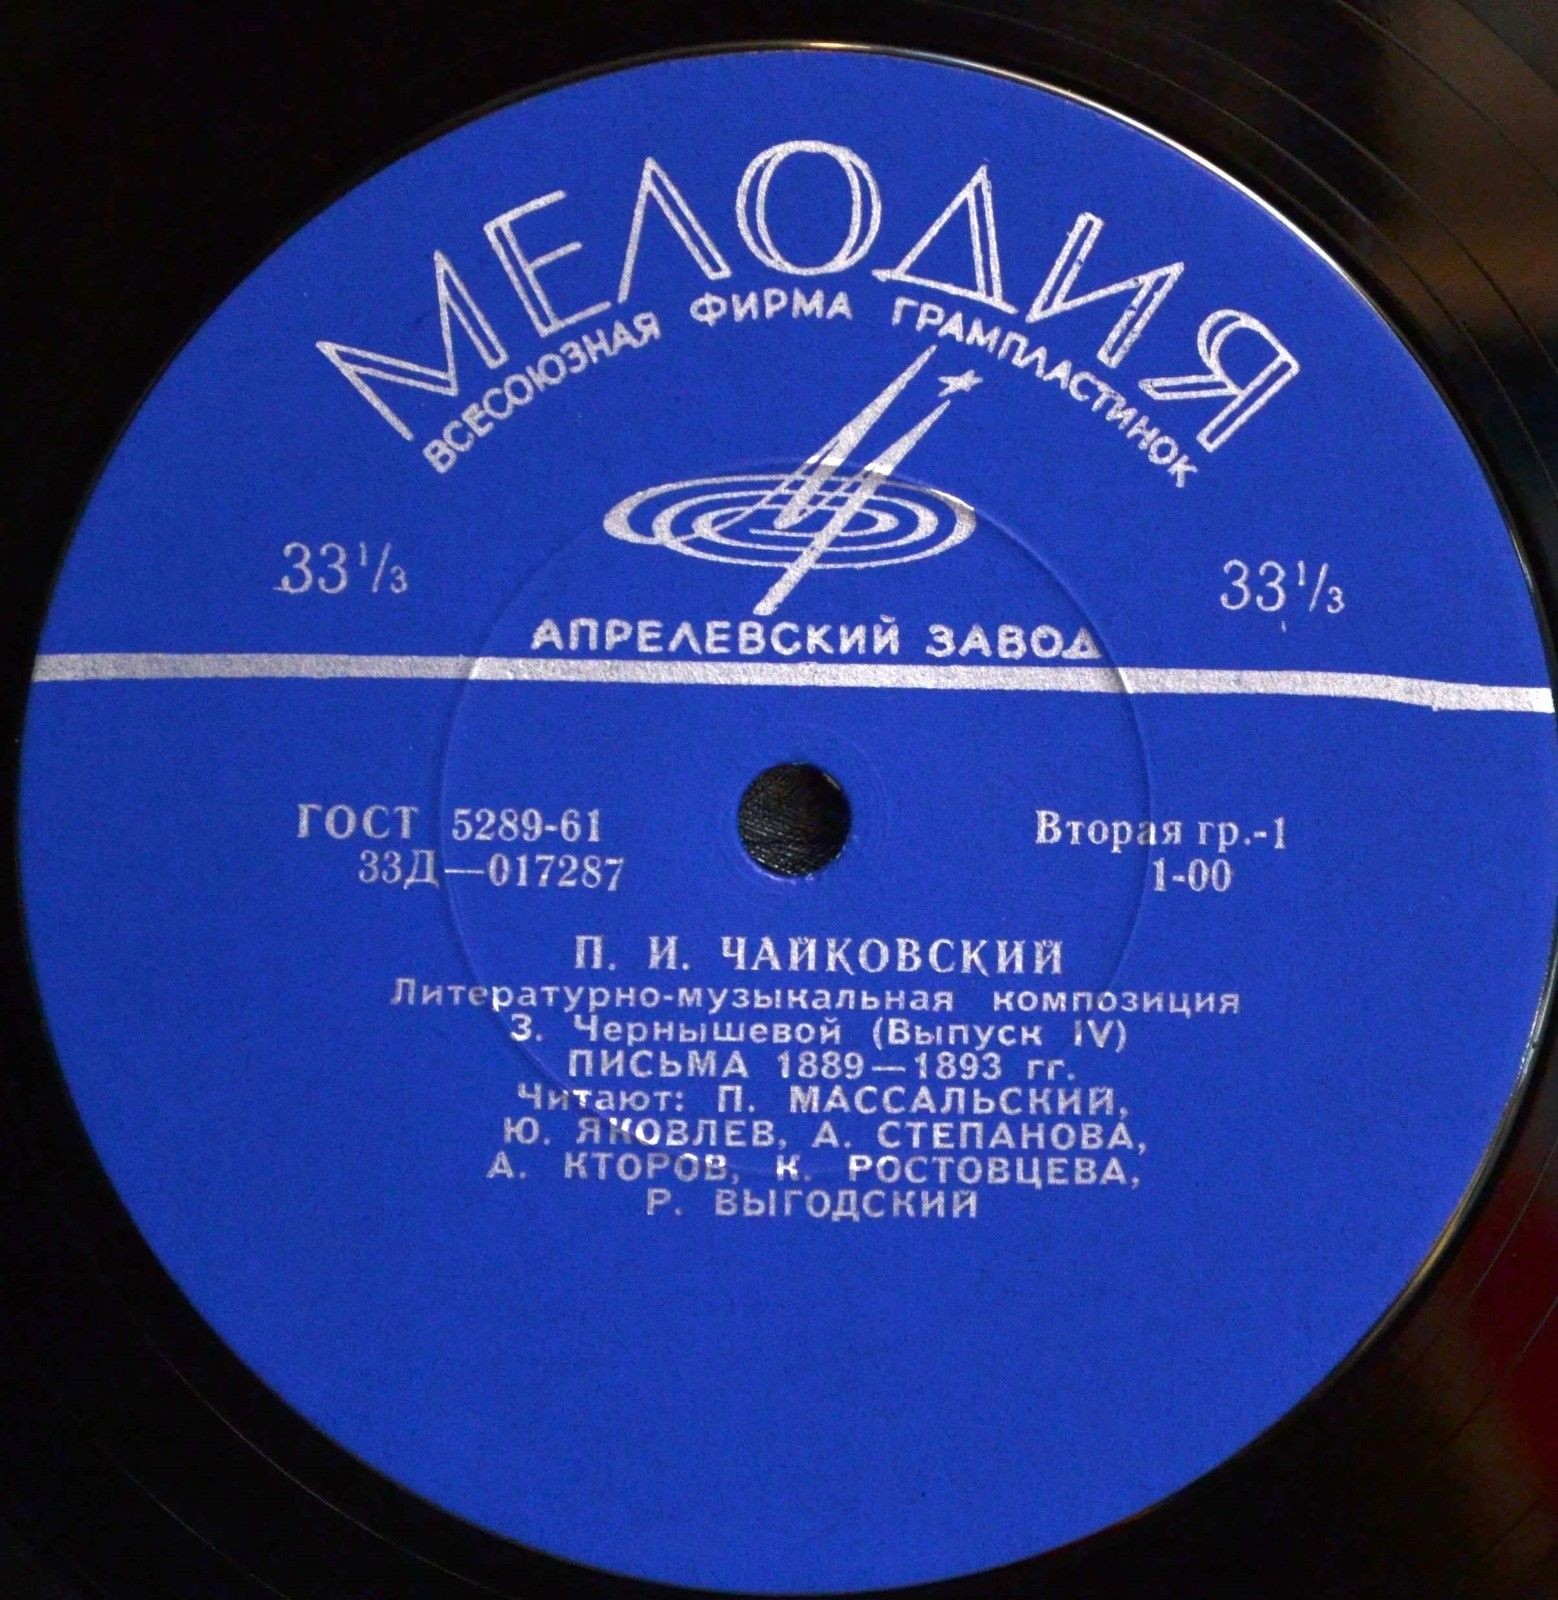 МЕЛОДИЯ
ВСЕСОЮЗНАЯ ФИРМА ГРАМПЛАСТИНОК
33 1/3
33 1/3
АПРЕЛЕВСКИЙ ЗАВОД
ГОСТ 5289-61
33Д—017287
Вторая гр.-1
1-00
П. И. ЧАЙКОВСКИЙ
Литературно-музыкальная композиция
З. Чернышевой (Выпуск IV)
ПИСЬМА 1889—1893 гг.
Читают: П. МАССАЛЬСКИЙ,
Ю. ЯКОВЛЕВ, А. СТЕПАНОВА,
А. КТОРОВ, К. РОСТОВЦЕВА,
Р. ВЫГОДСКИЙ